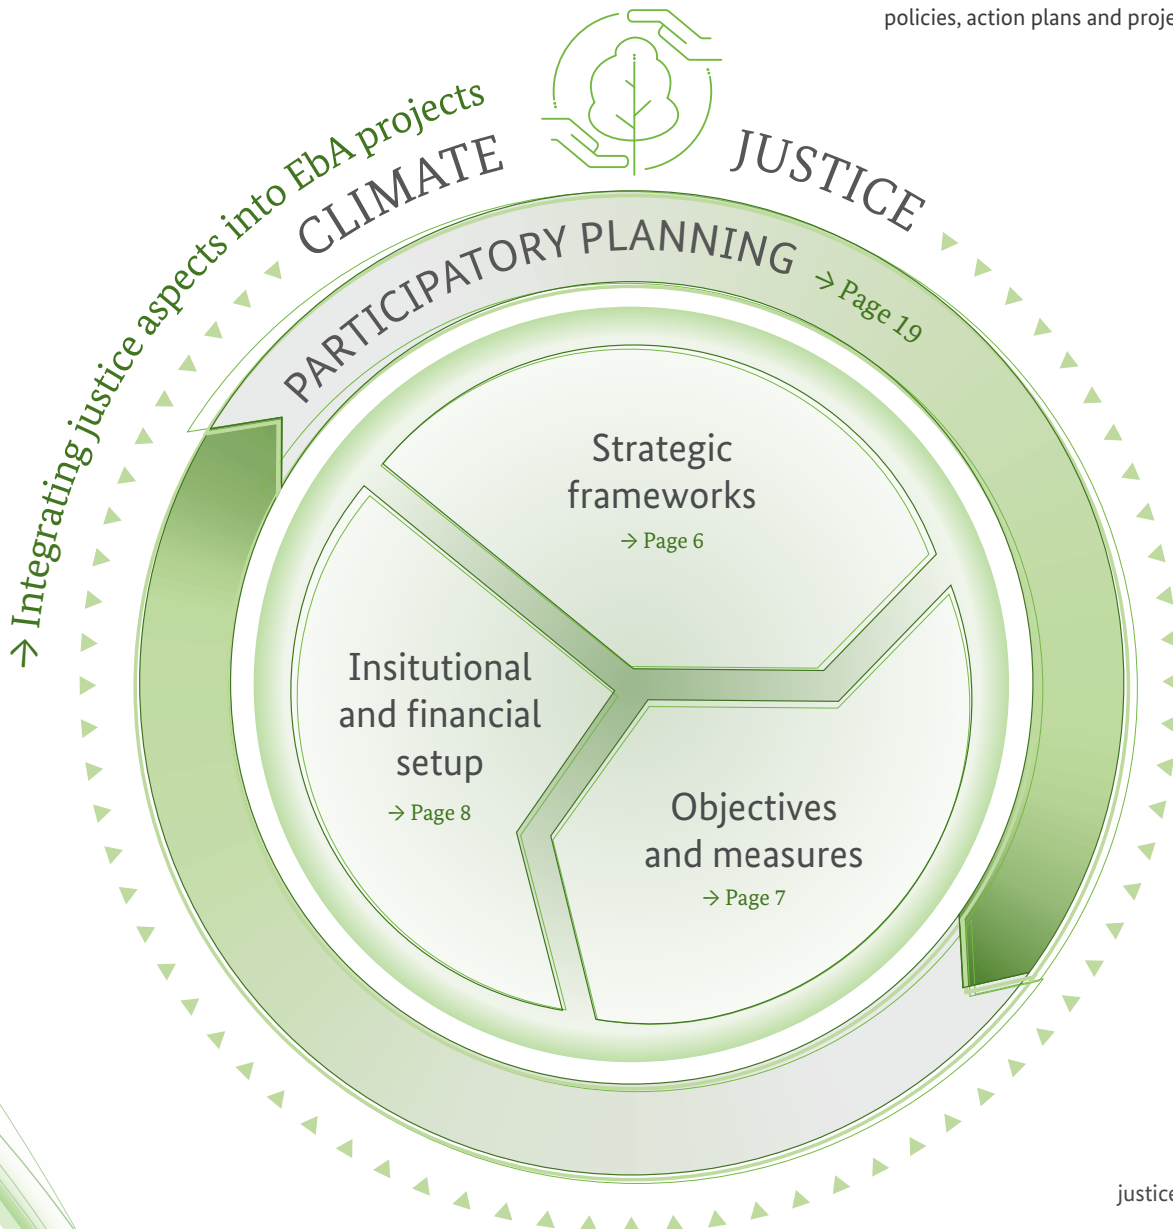 policies, action plans and proje
→ Integrating justice aspects into EbA projects
CLIMATE JUSTICE
PARTICIPATORY PLANNING → Page 19
Strategic
frameworks
→ Page 6
Insitutional
and financial
setup
→ Page 8
Objectives
and measures
→ Page 7
justice